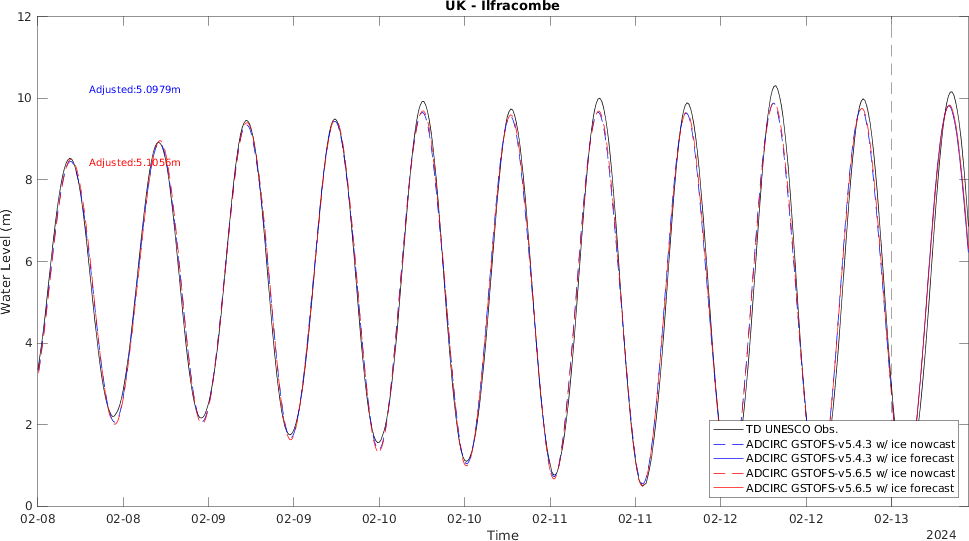 UK - Ilfracombe
12
10
8
6
4
2
0
Water Level (m)
Adjusted:5.0979m
Adjusted:5.1056m
TD UNESCO Obs.
ADCIRC GSTOFS-v5.4.3 w/ ice nowcast
ADCIRC GSTOFS-v5.4.3 w/ ice forecast
ADCIRC GSTOFS-v5.6.5 w/ ice nowcast
ADCIRC GSTOFS-v5.6.5 w/ ice forecast
02-08 02-08 02-09 02-09 02-10 02-10 02-11 02-11 02-12 02-12 02-13
Time
2024